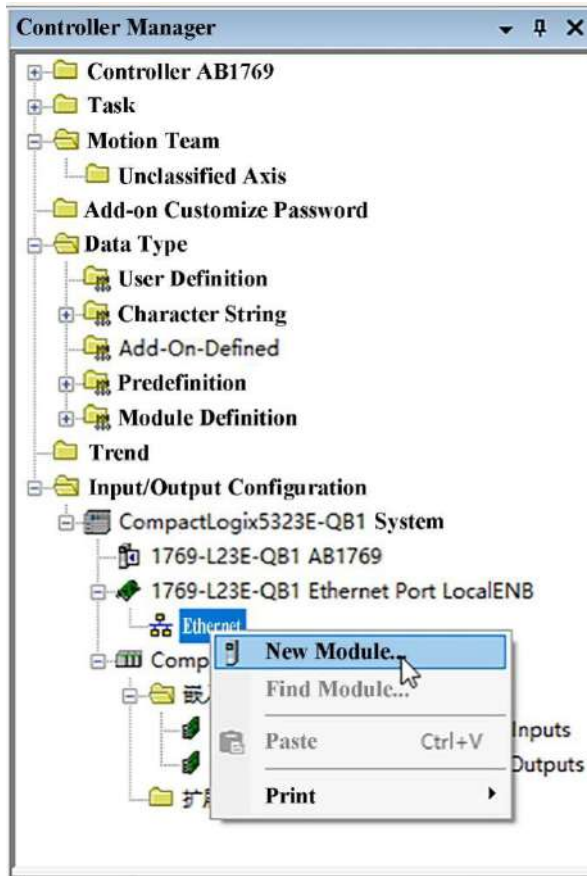 Controller Manager
Controller AB1769
Task
Motion Team
Unclassified Axis
Add-on Customize Password
Data Type
User Definition
Character String
Add-On-Defined
Predefinition
Module Definition
Trend
Input/Output Configuration
CompactLogix5323E-QB1 System
1769-L23E-QB1 AB1769
1769-L23E-QB1 Ethernet Port LocalENB
Ethernet
New Module...
Comp
Find Module...
嵌
Inputs
Paste Ctrl+V
Outputs
Print
扩